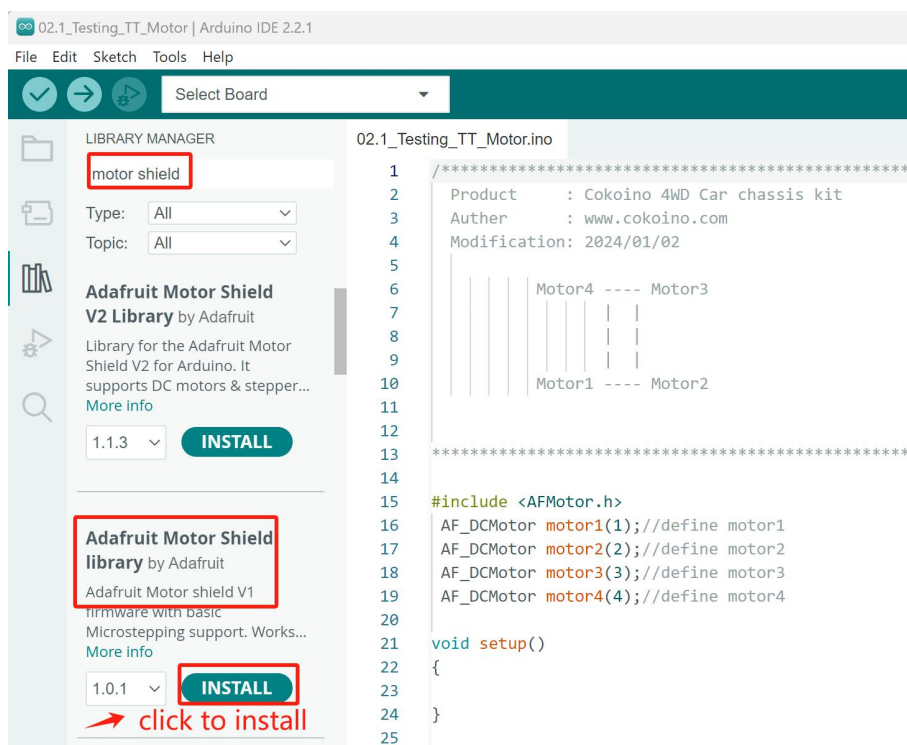 02.1_Testing_TT_Motor | Arduino IDE 2.2.1
File Edit Sketch Tools Help
Select Board
LIBRARY MANAGER
motor shield
Type: All
Topic: All
Adafruit Motor Shield
V2 Library by Adafruit
Library for the Adafruit Motor
Shield V2 for Arduino. It
supports DC motors & stepper...
More info
1.1.3 INSTALL
Adafruit Motor Shield
library by Adafruit
Adafruit Motor shield V1
firmware with basic
Microstepping support. Works...
More info
1.0.1 INSTALL
click to install
02.1_Testing_TT_Motor.ino
1 /************************************************
2 Product : Cokoino 4WD Car chassis kit
3 Auther : www.cokoino.com
4 Modification: 2024/01/02
5
6 Motor4 ---- Motor3
7 | |
8 | |
9 | |
10 Motor1 ---- Motor2
11
12
13 *************************************************
14
15 #include <AFMotor.h>
16 AF_DCMotor motor1(1);//define motor1
17 AF_DCMotor motor2(2);//define motor2
18 AF_DCMotor motor3(3);//define motor3
19 AF_DCMotor motor4(4);//define motor4
20
21 void setup()
22 {
23
24 }
25